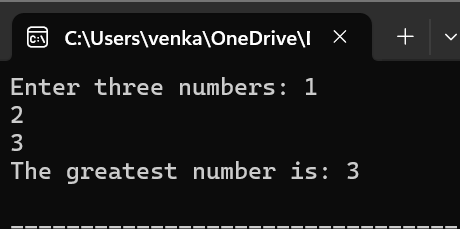 C:\Users\venka\OneDrive\I
Enter three numbers: 1
2
3
The greatest number is: 3
--------------------------------